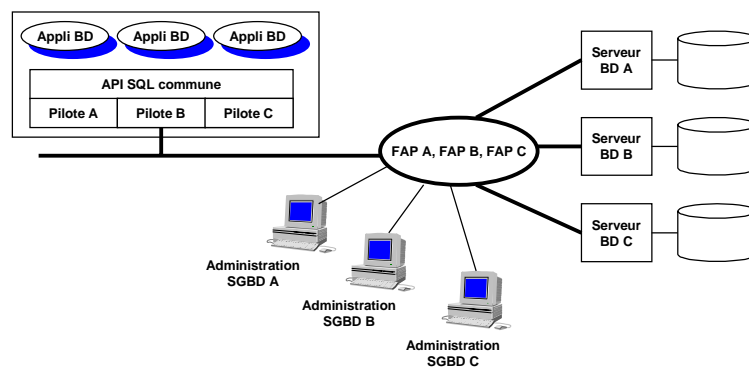 Appli BD
Appli BD
Appli BD
API SQL commune
Pilote A
Pilote B
Pilote C
FAP A, FAP B, FAP C
Serveur
BD A
Serveur
BD B
Serveur
BD C
Administration
SGBD A
Administration
SGBD B
Administration
SGBD C